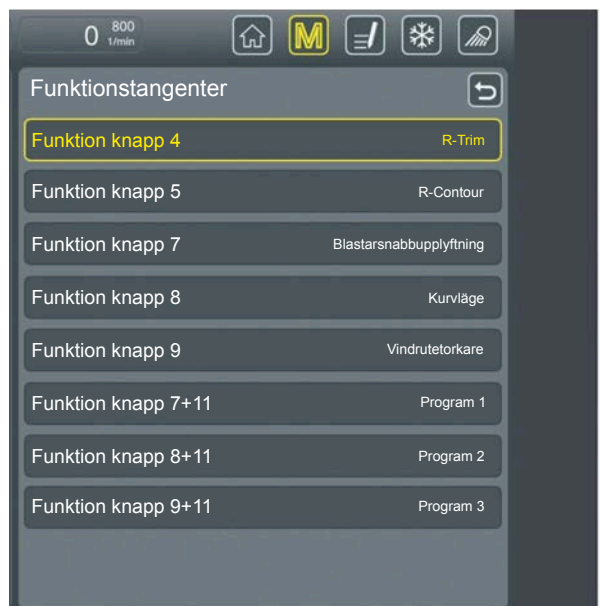 0 800 1/min M
Funktionstangenter
Funktion knapp 4 R-Trim
Funktion knapp 5 R-Contour
Funktion knapp 7 Blastarsnabbupplyftning
Funktion knapp 8 Kurvläge
Funktion knapp 9 Vindrutetorkare
Funktion knapp 7+11 Program 1
Funktion knapp 8+11 Program 2
Funktion knapp 9+11 Program 3